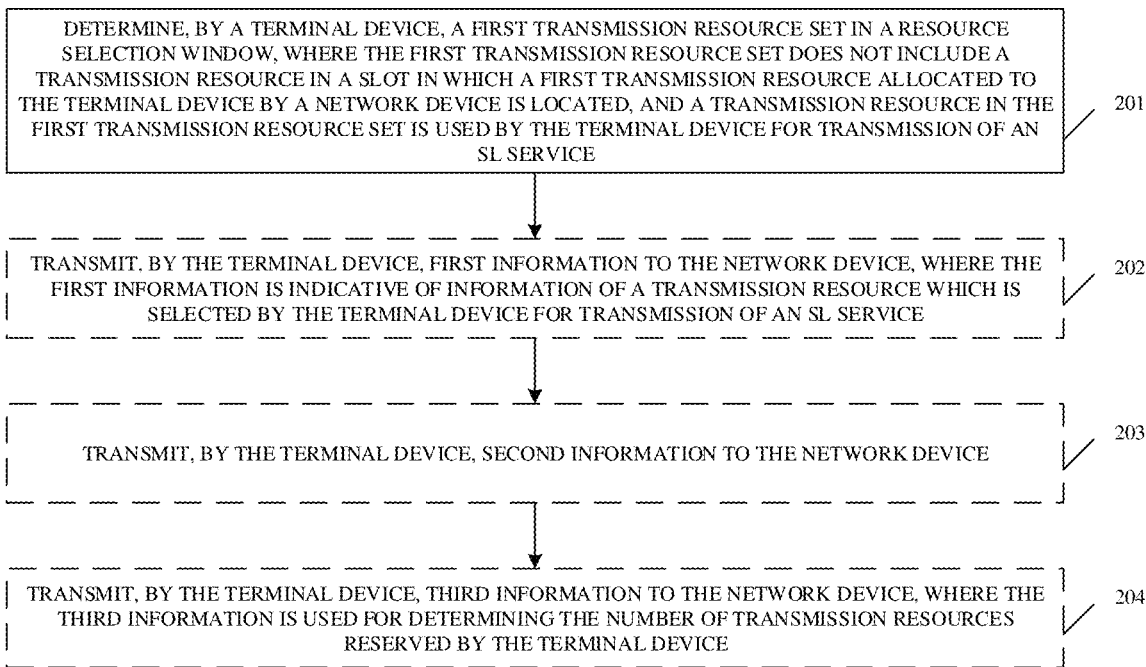 DETERMINE, BY A TERMINAL DEVICE, A FIRST TRANSMISSION RESOURCE SET IN A RESOURCE
SELECTION WINDOW, WHERE THE FIRST TRANSMISSION RESOURCE SET DOES NOT INCLUDE A
TRANSMISSION RESOURCE IN A SLOT IN WHICH A FIRST TRANSMISSION RESOURCE ALLOCATED TO
THE TERMINAL DEVICE BY A NETWORK DEVICE IS LOCATED, AND A TRANSMISSION RESOURCE IN THE
FIRST TRANSMISSION RESOURCE SET IS USED BY THE TERMINAL DEVICE FOR TRANSMISSION OF AN
SL SERVICE
201
TRANSMIT, BY THE TERMINAL DEVICE, FIRST INFORMATION TO THE NETWORK DEVICE, WHERE THE
FIRST INFORMATION IS INDICATIVE OF INFORMATION OF A TRANSMISSION RESOURCE WHICH IS
SELECTED BY THE TERMINAL DEVICE FOR TRANSMISSION OF AN SL SERVICE
202
TRANSMIT, BY THE TERMINAL DEVICE, SECOND INFORMATION TO THE NETWORK DEVICE
203
TRANSMIT, BY THE TERMINAL DEVICE, THIRD INFORMATION TO THE NETWORK DEVICE, WHERE THE
THIRD INFORMATION IS USED FOR DETERMINING THE NUMBER OF TRANSMISSION RESOURCES
RESERVED BY THE TERMINAL DEVICE
204